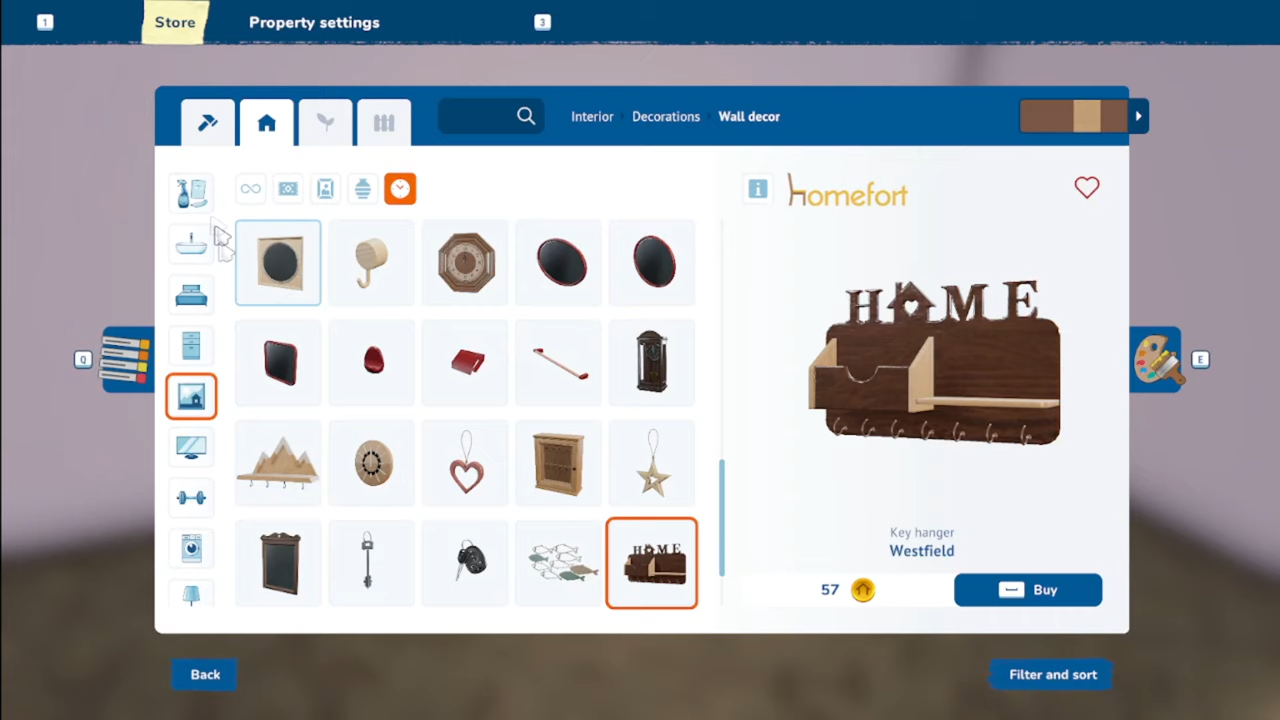 1
Store
Property settings
3
Interior
Decorations
Wall decor
homefort
HOME
Q
E
HOME
Key hanger
Westfield
57
Buy
Back
Filter and sort